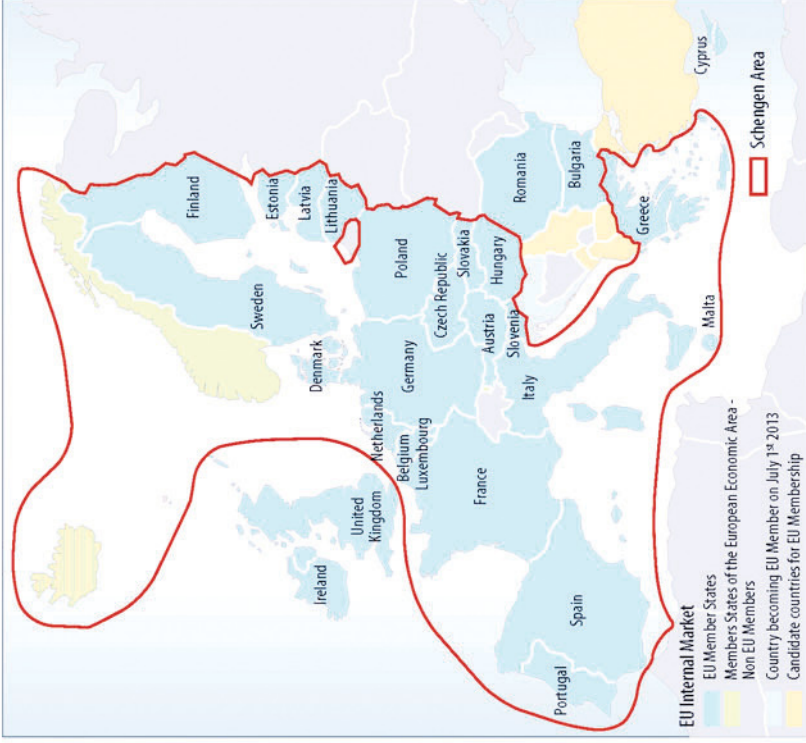 Finland
Sweden
Estonia
Latvia
Lithuania
Denmark
Ireland
United
Kingdom
Netherlands
Belgium
Luxembourg
Germany
Poland
Czech Republic
Slovakia
Austria
Hungary
Slovenia
Romania
Bulgaria
France
Italy
Portugal
Spain
Greece
Malta
Cyprus
EU Internal Market
EU Member States
Members States of the European Economic Area -
Non EU Members
Country becoming EU Member on July 1st 2013
Candidate countries for EU Membership
Schengen Area